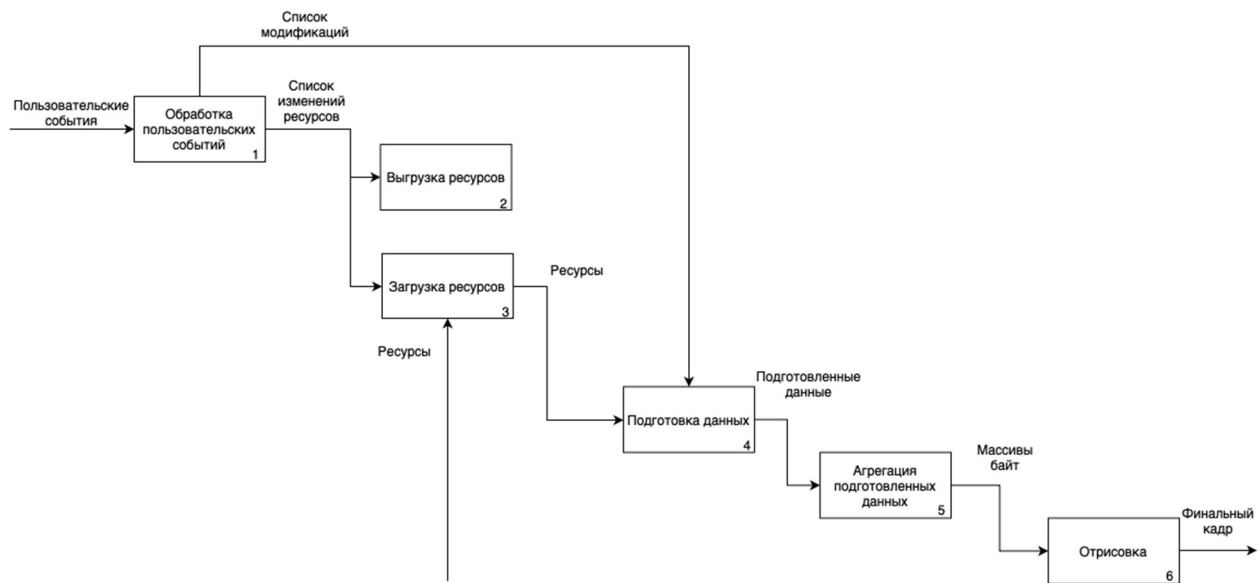 Список
модификаций
Пользовательские
события
Обработка
пользовательских
событий
1
Список
изменений
ресурсов
Выгрузка ресурсов
2
Загрузка ресурсов
3
Ресурсы
Ресурсы
Подготовка данных
4
Подготовленные
данные
Агрегация
подготовленных
данных
5
Массивы
байт
Отрисовка
6
Финальный
кадр